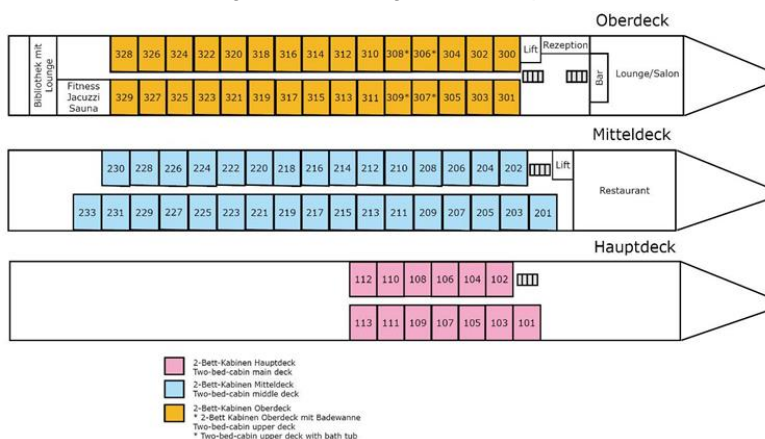 Oberdeck
Bibliothek mit
Lounge
328 326 324 322 320 318 316 314 312 310 308* 306* 304 302 300
Lift
Rezeption
Fitness
Jacuzzi
Sauna
329 327 325 323 321 319 317 315 313 311 309* 307* 305 303 301
Bar
Lounge/Salon
Mitteldeck
230 228 226 224 222 220 218 216 214 212 210 208 206 204 202
Lift
Restaurant
233 231 229 227 225 223 221 219 217 215 213 211 209 207 205 203 201
Hauptdeck
112 110 108 106 104 102
113 111 109 107 105 103 101
2-Bett-Kabinen Hauptdeck
Two-bed-cabin main deck
2-Bett-Kabinen Mitteldeck
Two-bed-cabin middle deck
2-Bett-Kabinen Oberdeck
* 2-Bett Kabinen Oberdeck mit Badewanne
Two-bed-cabin upper deck
* Two-bed-cabin upper deck with bath tub